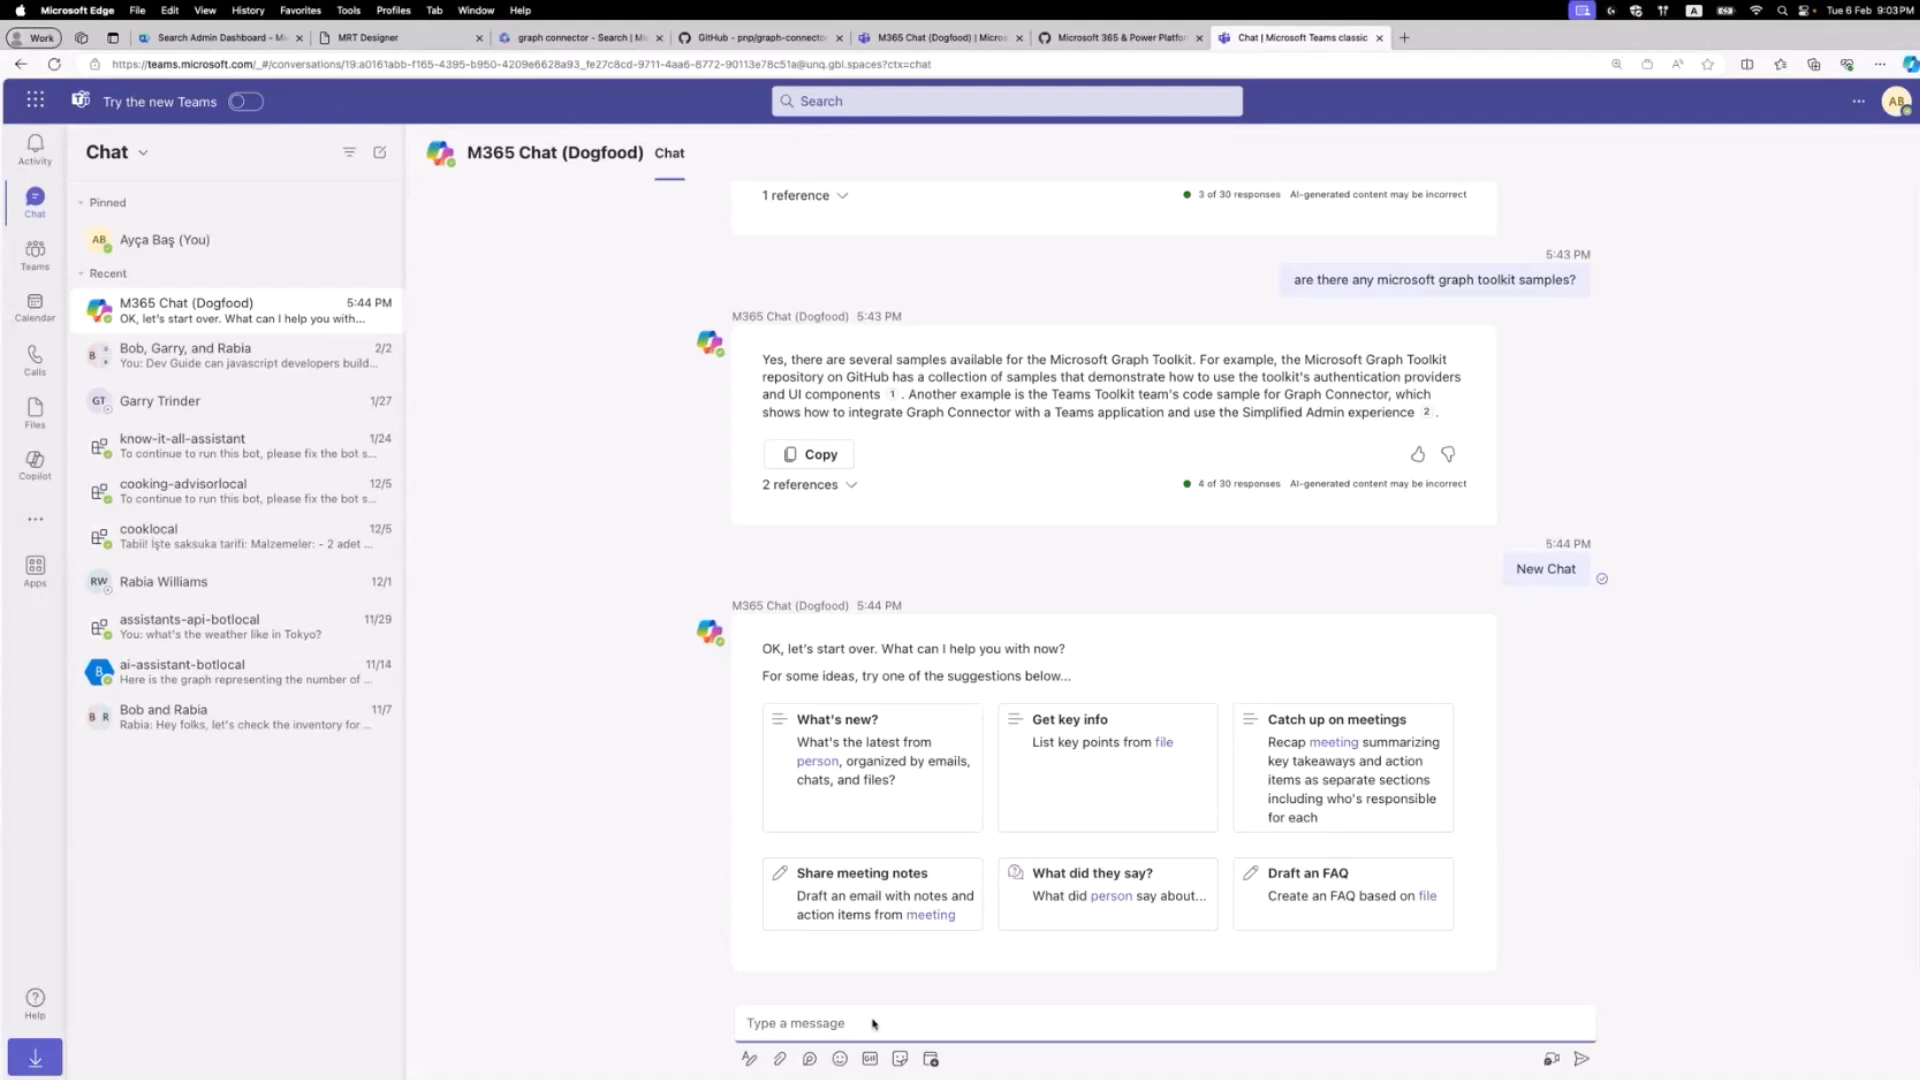 Microsoft Edge File Edit View History Favorites Tools Profiles Tab Window Help
A
Tue 6 Feb 9:03 PM
Work
Search Admin Dashboard - Mi
MRT Designer
graph connector - Search | Mi
GitHub - pnp/graph-connector
M365 Chat (Dogfood) | Micros
Microsoft 365 & Power Platfor
Chat | Microsoft Teams classic
https://teams.microsoft.com/_#/conversations/19:a0161abb-f165-4395-b950-4209e6628a93_fe27c8cd-9711-4aa6-8772-90113e78c51a@unq.gbl.spaces?ctx=chat
Try the new Teams
Search
AB
Activity
Chat
Teams
Calendar
Calls
Files
Copilot
Apps
Help
Chat
Pinned
AB Ayça Baş (You)
Recent
M365 Chat (Dogfood) 5:44 PM
OK, let's start over. What can I help you with...
B Bob, Garry, and Rabia 2/2
You: Dev Guide can javascript developers build...
GT Garry Trinder 1/27
know-it-all-assistant 1/24
To continue to run this bot, please fix the bot s...
cooking-advisorlocal 12/5
To continue to run this bot, please fix the bot s...
cooklocal 12/5
Tabii! İşte saksuka tarifi: Malzemeler: - 2 adet ...
RW Rabia Williams 12/1
assistants-api-botlocal 11/29
You: what's the weather like in Tokyo?
B ai-assistant-botlocal 11/14
Here is the graph representing the number of ...
B R Bob and Rabia 11/7
Rabia: Hey folks, let's check the inventory for ...
M365 Chat (Dogfood) Chat
1 reference
3 of 30 responses AI-generated content may be incorrect
5:43 PM
are there any microsoft graph toolkit samples?
M365 Chat (Dogfood) 5:43 PM
Yes, there are several samples available for the Microsoft Graph Toolkit. For example, the Microsoft Graph Toolkit
repository on GitHub has a collection of samples that demonstrate how to use the toolkit's authentication providers
and UI components 1 . Another example is the Teams Toolkit team's code sample for Graph Connector, which
shows how to integrate Graph Connector with a Teams application and use the Simplified Admin experience 2 .
Copy
2 references
4 of 30 responses AI-generated content may be incorrect
5:44 PM
New Chat
M365 Chat (Dogfood) 5:44 PM
OK, let's start over. What can I help you with now?
For some ideas, try one of the suggestions below...
What's new?
What's the latest from
person, organized by emails,
chats, and files?
Get key info
List key points from file
Catch up on meetings
Recap meeting summarizing
key takeaways and action
items as separate sections
including who's responsible
for each
Share meeting notes
Draft an email with notes and
action items from meeting
What did they say?
What did person say about...
Draft an FAQ
Create an FAQ based on file
Type a message
GIF